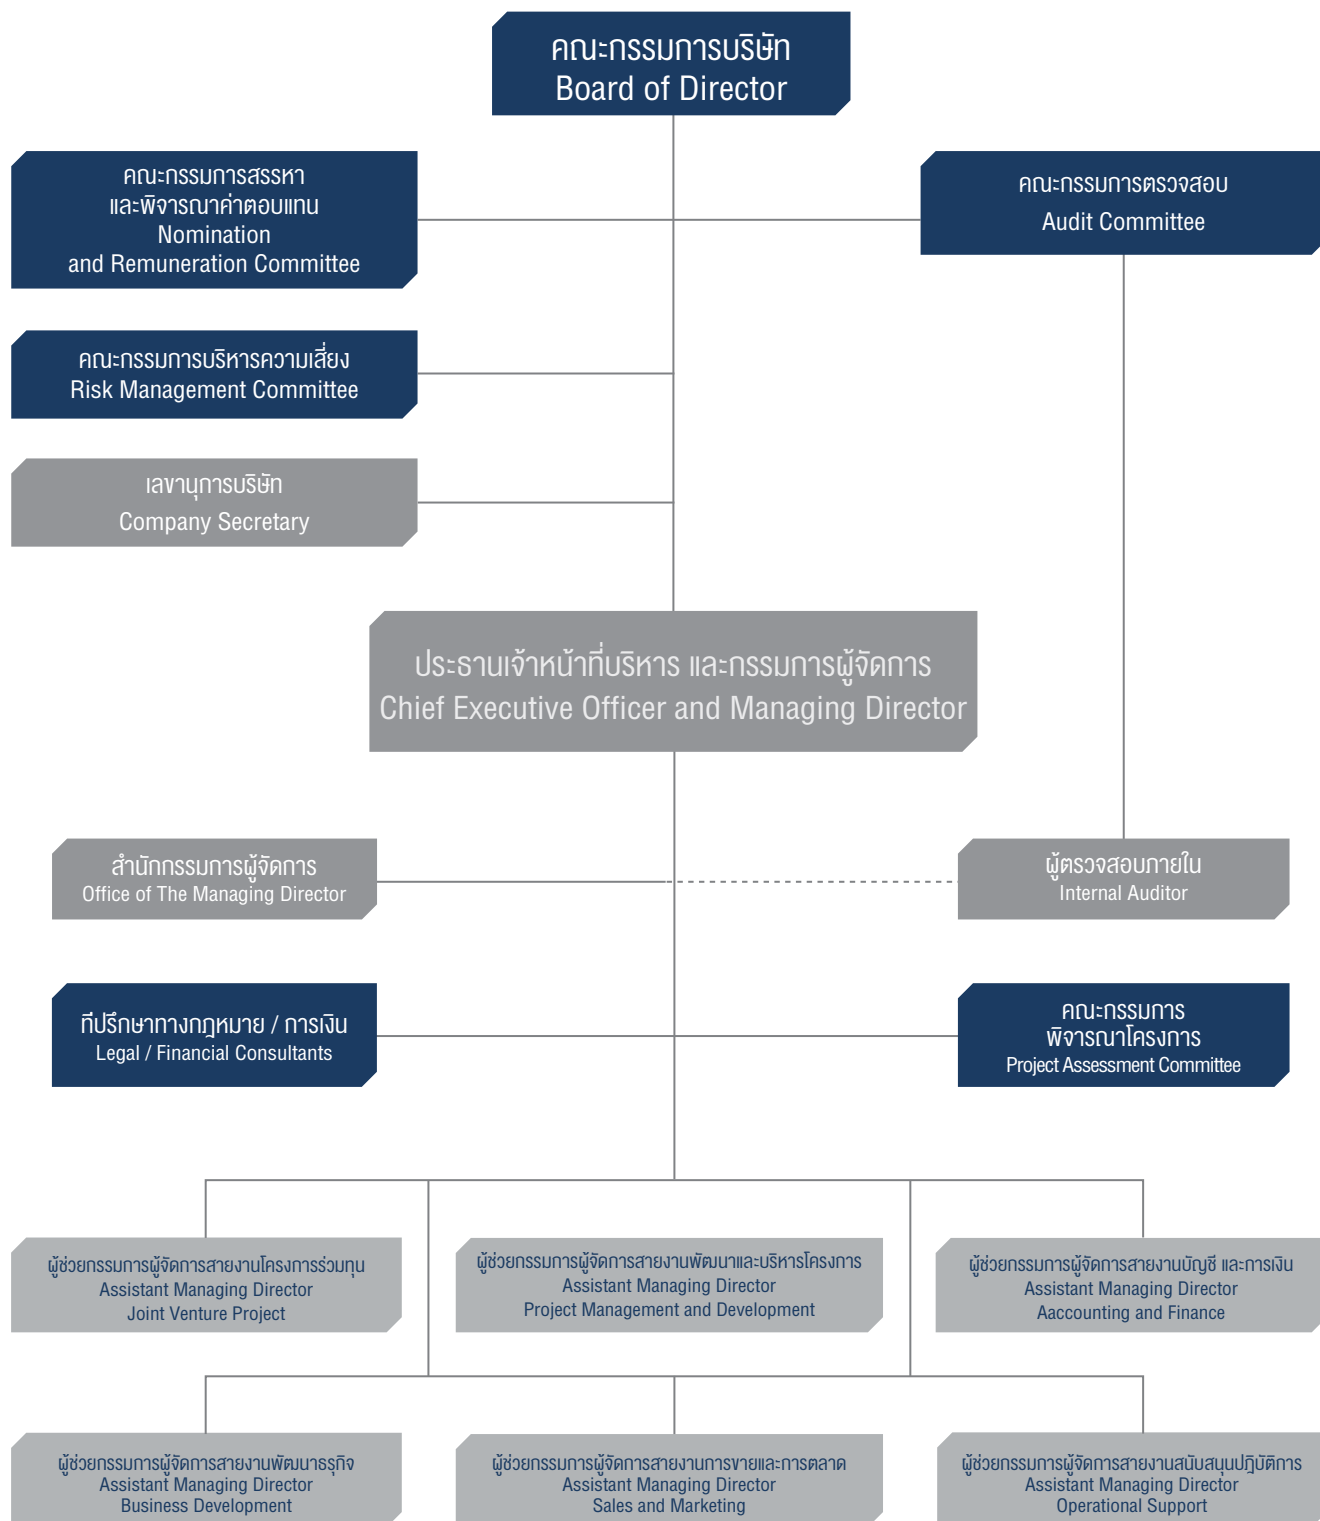 คณะกรรมการบริษัท
Board of Director
คณะกรรมการสรรหา
และพิจารณาค่าตอบแทน
Nomination
and Remuneration Committee
คณะกรรมการตรวจสอบ
Audit Committee
คณะกรรมการบริหารความเสี่ยง
Risk Management Committee
เลขานุการบริษัท
Company Secretary
ประธานเจ้าหน้าที่บริหาร และกรรมการผู้จัดการ
Chief Executive Officer and Managing Director
สำนักกรรมการผู้จัดการ
Office of The Managing Director
ผู้ตรวจสอบภายใน
Internal Auditor
ที่ปรึกษาทางกฎหมาย / การเงิน
Legal / Financial Consultants
คณะกรรมการ
พิจารณาโครงการ
Project Assessment Committee
ผู้ช่วยกรรมการผู้จัดการสายงานโครงการร่วมทุน
Assistant Managing Director
Joint Venture Project
ผู้ช่วยกรรมการผู้จัดการสายงานพัฒนาและบริหารโครงการ
Assistant Managing Director
Project Management and Development
ผู้ช่วยกรรมการผู้จัดการสายงานบัญชี และการเงิน
Assistant Managing Director
Aaccounting and Finance
ผู้ช่วยกรรมการผู้จัดการสายงานพัฒนาธรุกิจ
Assistant Managing Director
Business Development
ผู้ช่วยกรรมการผู้จัดการสายงานการขายและการตลาด
Assistant Managing Director
Sales and Marketing
ผู้ช่วยกรรมการผู้จัดการสายงานสนับสนุนปฎิบัติการ
Assistant Managing Director
Operational Support